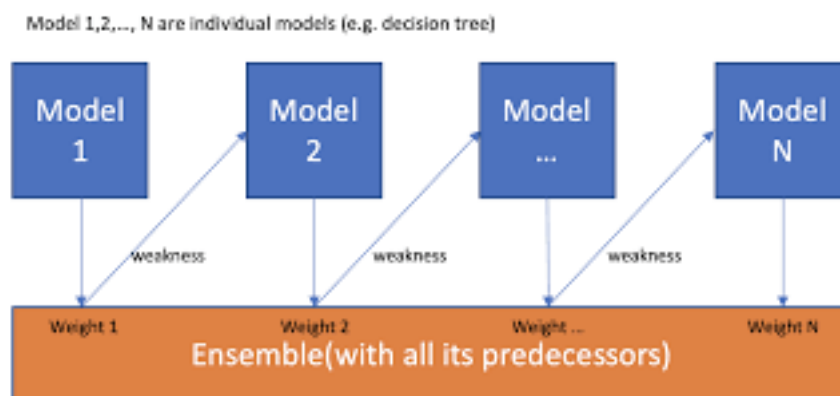 Model 1,2,..., N are individual models (e.g. decision tree)
Model
1
Model
2
Model
...
Model
N
weakness
weakness
weakness
Weight 1
Weight 2
Weight ...
Weight N
Ensemble(with all its predecessors)